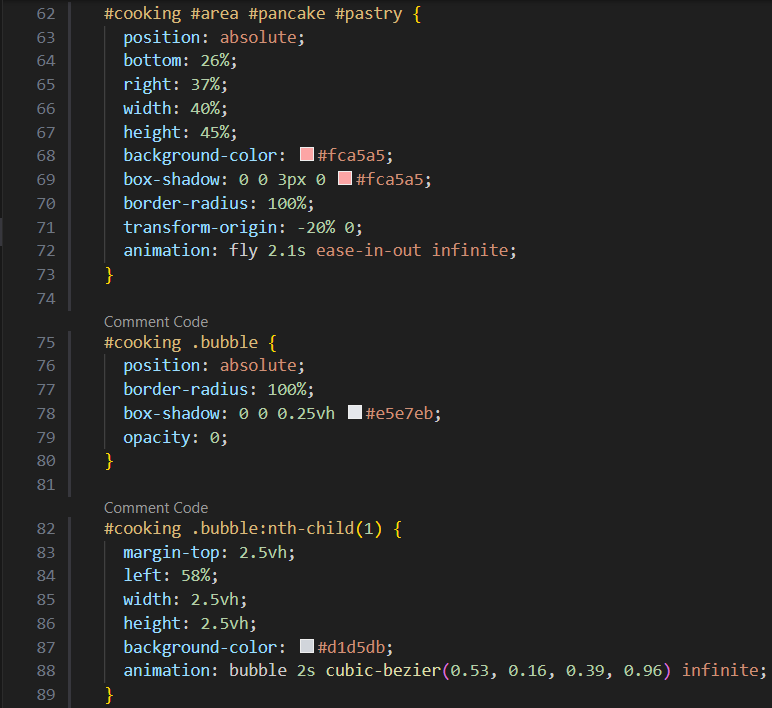 62 #cooking #area #pancake #pastry {
63 position: absolute;
64 bottom: 26%;
65 right: 37%;
66 width: 40%;
67 height: 45%;
68 background-color: #fca5a5;
69 box-shadow: 0 0 3px 0 #fca5a5;
70 border-radius: 100%;
71 transform-origin: -20% 0;
72 animation: fly 2.1s ease-in-out infinite;
73 }
74
Comment Code
75 #cooking .bubble {
76 position: absolute;
77 border-radius: 100%;
78 box-shadow: 0 0 0.25vh #e5e7eb;
79 opacity: 0;
80 }
81
Comment Code
82 #cooking .bubble:nth-child(1) {
83 margin-top: 2.5vh;
84 left: 58%;
85 width: 2.5vh;
86 height: 2.5vh;
87 background-color: #d1d5db;
88 animation: bubble 2s cubic-bezier(0.53, 0.16, 0.39, 0.96) infinite;
89 }